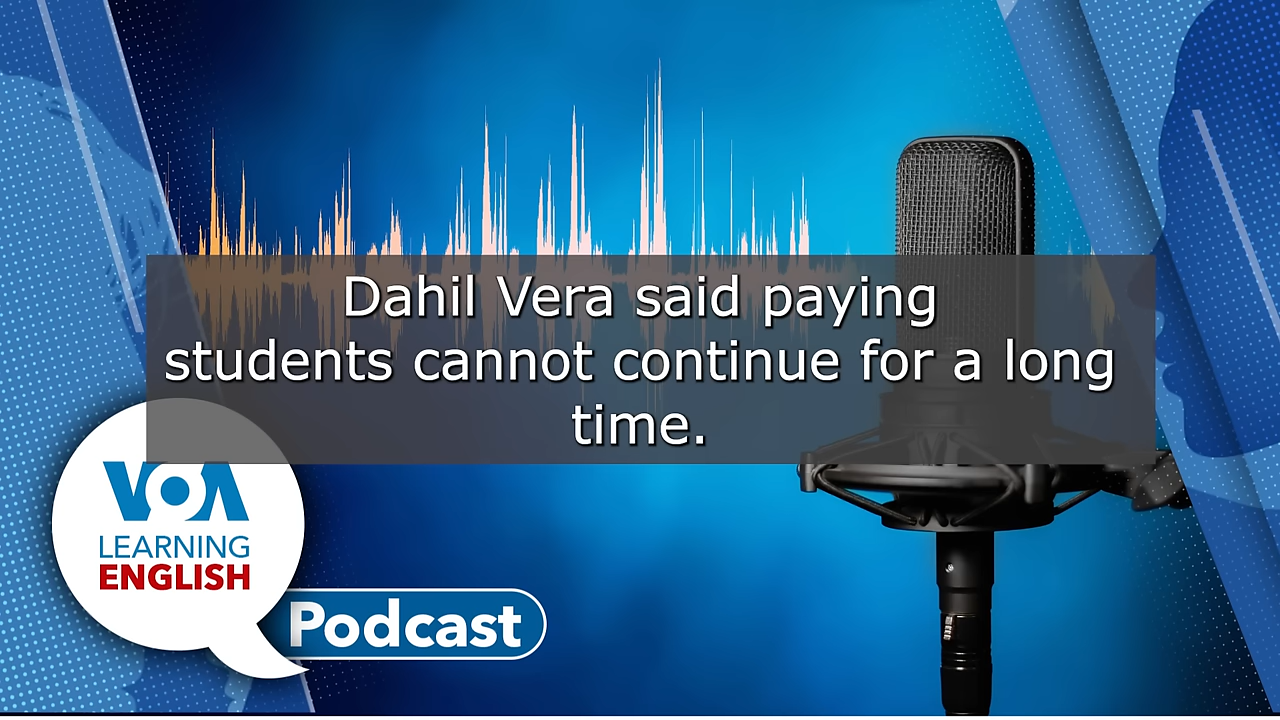 Dahil Vera said paying
students cannot continue for a long
time.
VOA
LEARNING
ENGLISH
Podcast